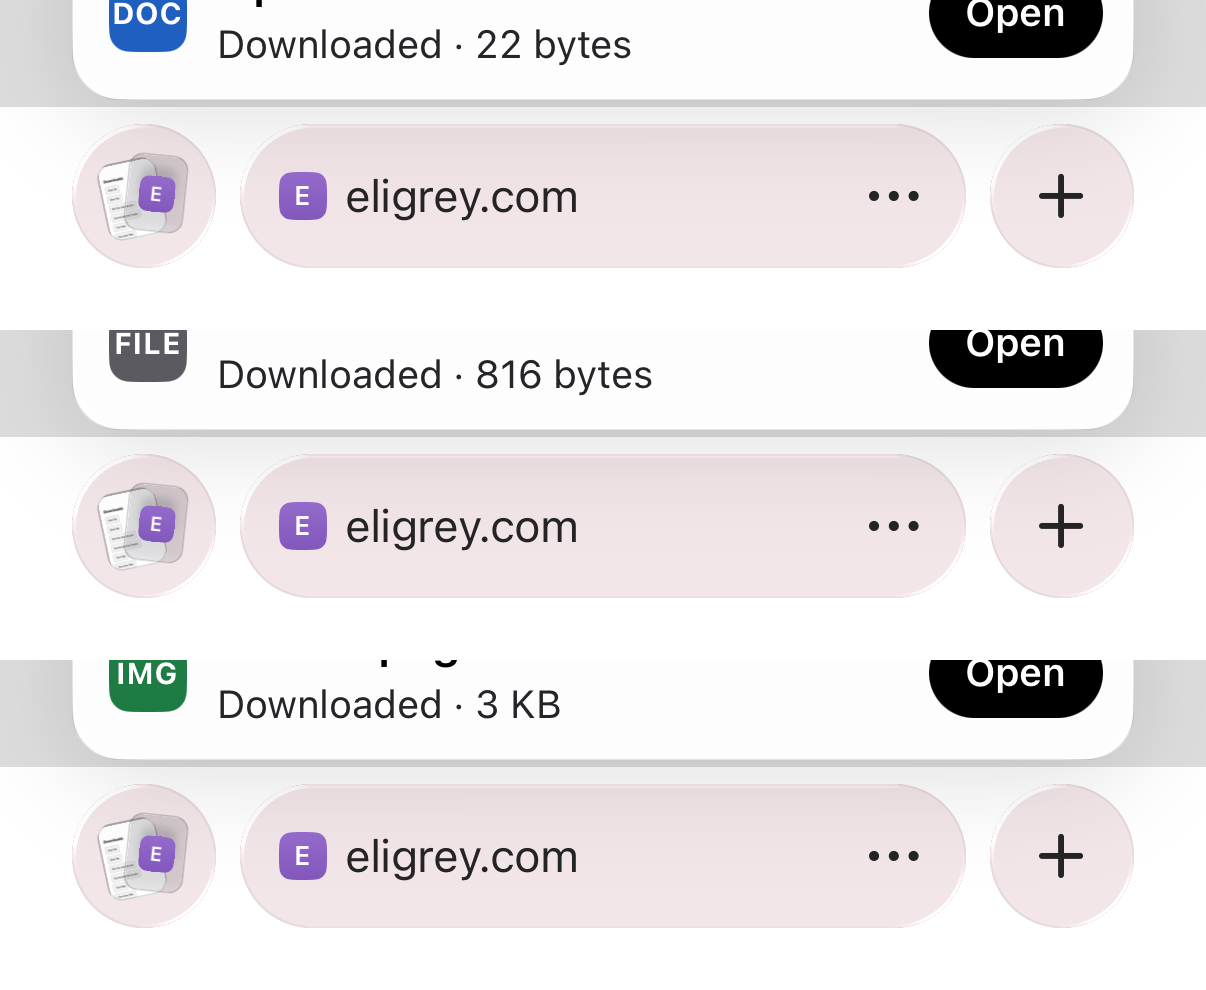 DOC
Open
Downloaded · 22 bytes
E
E eligrey.com
FILE
Open
Downloaded · 816 bytes
E
E eligrey.com
IMG
Open
Downloaded · 3 KB
E
E eligrey.com